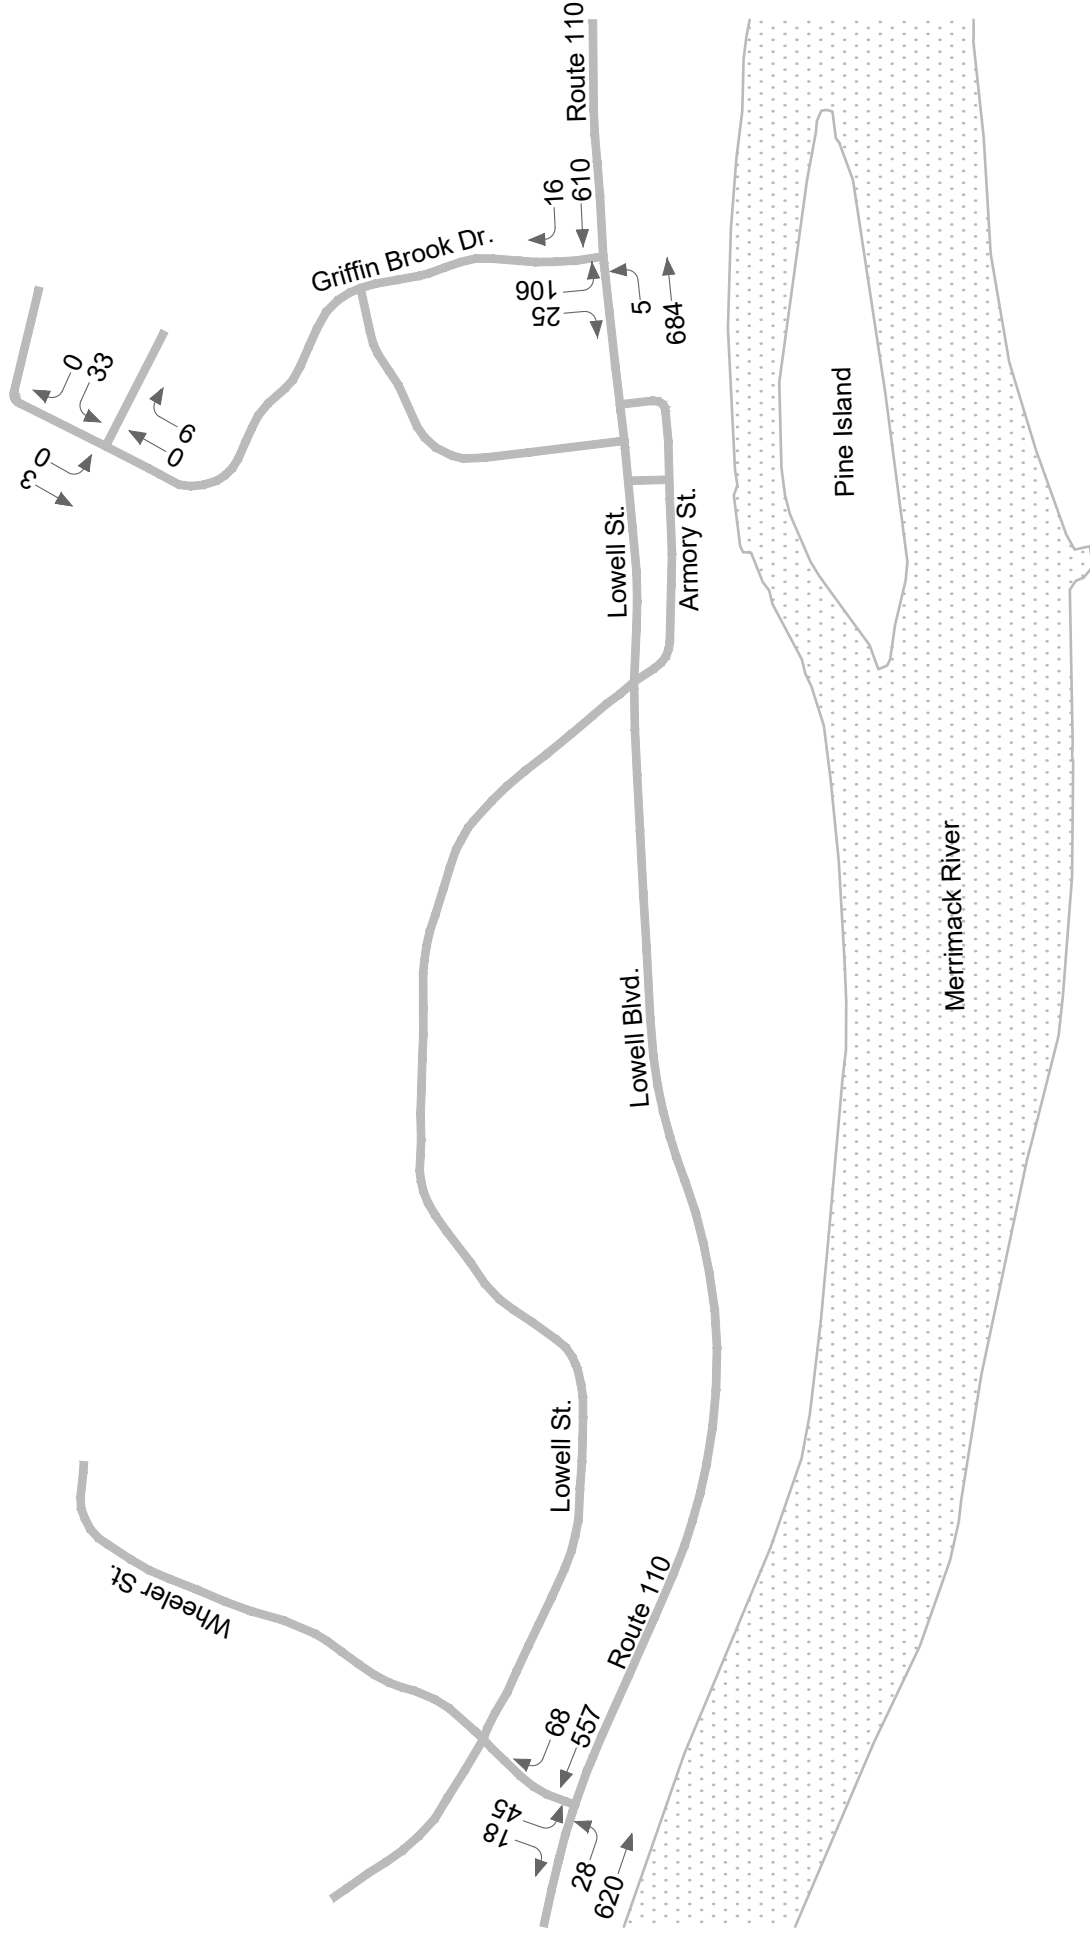 Route 110
16
610
Griffin Brook Dr.
106
25
5
684
0
33
0
3
9
0
Pine Island
Lowell St.
Armory St.
Merrimack River
Lowell Blvd.
Lowell St.
Wheeler St.
Route 110
68
557
45
18
28
620